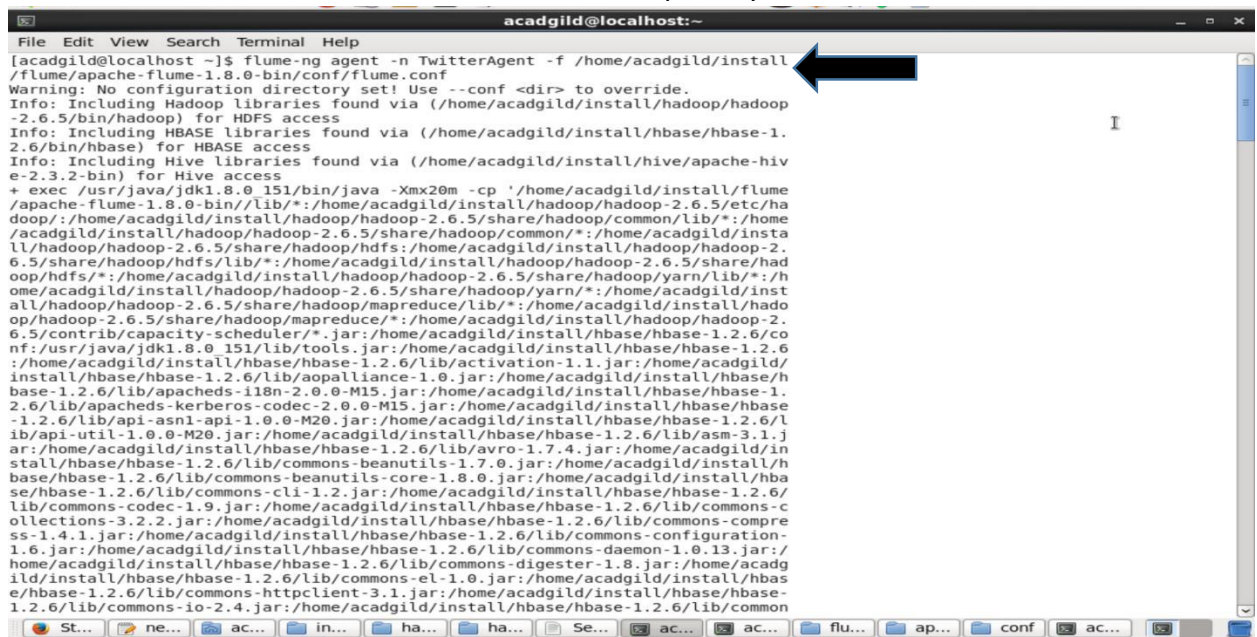 acadgild@localhost:~
File Edit View Search Terminal Help
[acadgild@localhost ~]$ flume-ng agent -n TwitterAgent -f /home/acadgild/install
/flume/apache-flume-1.8.0-bin/conf/flume.conf
Warning: No configuration directory set! Use --conf <dir> to override.
Info: Including Hadoop libraries found via (/home/acadgild/install/hadoop/hadoop
-2.6.5/bin/hadoop) for HDFS access
Info: Including HBASE libraries found via (/home/acadgild/install/hbase/hbase-1.
2.6/bin/hbase) for HBASE access
Info: Including Hive libraries found via (/home/acadgild/install/hive/apache-hiv
e-2.3.2-bin) for Hive access
+ exec /usr/java/jdk1.8.0_151/bin/java -Xmx20m -cp '/home/acadgild/install/flume
/apache-flume-1.8.0-bin//lib/*:/home/acadgild/install/hadoop/hadoop-2.6.5/etc/ha
doop/:/home/acadgild/install/hadoop/hadoop-2.6.5/share/hadoop/common/lib/*:/home
/acadgild/install/hadoop/hadoop-2.6.5/share/hadoop/common/*:/home/acadgild/insta
ll/hadoop/hadoop-2.6.5/share/hadoop/hdfs:/home/acadgild/install/hadoop/hadoop-2.
6.5/share/hadoop/hdfs/lib/*:/home/acadgild/install/hadoop/hadoop-2.6.5/share/had
oop/hdfs/*:/home/acadgild/install/hadoop/hadoop-2.6.5/share/hadoop/yarn/lib/*:/h
ome/acadgild/install/hadoop/hadoop-2.6.5/share/hadoop/yarn/*:/home/acadgild/inst
all/hadoop/hadoop-2.6.5/share/hadoop/mapreduce/lib/*:/home/acadgild/install/hado
op/hadoop-2.6.5/share/hadoop/mapreduce/*:/home/acadgild/install/hadoop/hadoop-2.
6.5/contrib/capacity-scheduler/*.jar:/home/acadgild/install/hbase/hbase-1.2.6/co
nf:/usr/java/jdk1.8.0_151/lib/tools.jar:/home/acadgild/install/hbase/hbase-1.2.6
:/home/acadgild/install/hbase/hbase-1.2.6/lib/activation-1.1.jar:/home/acadgild/
install/hbase/hbase-1.2.6/lib/aopalliance-1.0.jar:/home/acadgild/install/hbase/h
base-1.2.6/lib/apacheds-i18n-2.0.0-M15.jar:/home/acadgild/install/hbase/hbase-1.
2.6/lib/apacheds-kerberos-codec-2.0.0-M15.jar:/home/acadgild/install/hbase/hbase
-1.2.6/lib/api-asn1-api-1.0.0-M20.jar:/home/acadgild/install/hbase/hbase-1.2.6/l
ib/api-util-1.0.0-M20.jar:/home/acadgild/install/hbase/hbase-1.2.6/lib/asm-3.1.j
ar:/home/acadgild/install/hbase/hbase-1.2.6/lib/avro-1.7.4.jar:/home/acadgild/in
stall/hbase/hbase-1.2.6/lib/commons-beanutils-1.7.0.jar:/home/acadgild/install/h
base/hbase-1.2.6/lib/commons-beanutils-core-1.8.0.jar:/home/acadgild/install/hba
se/hbase-1.2.6/lib/commons-cli-1.2.jar:/home/acadgild/install/hbase/hbase-1.2.6/
lib/commons-codec-1.9.jar:/home/acadgild/install/hbase/hbase-1.2.6/lib/commons-c
ollections-3.2.2.jar:/home/acadgild/install/hbase/hbase-1.2.6/lib/commons-compre
ss-1.4.1.jar:/home/acadgild/install/hbase/hbase-1.2.6/lib/commons-configuration-
1.6.jar:/home/acadgild/install/hbase/hbase-1.2.6/lib/commons-daemon-1.0.13.jar:/
home/acadgild/install/hbase/hbase-1.2.6/lib/commons-digester-1.8.jar:/home/acadg
ild/install/hbase/hbase-1.2.6/lib/commons-el-1.0.jar:/home/acadgild/install/hbas
e/hbase-1.2.6/lib/commons-httpclient-3.1.jar:/home/acadgild/install/hbase/hbase-
1.2.6/lib/commons-io-2.4.jar:/home/acadgild/install/hbase/hbase-1.2.6/lib/common
St... ne... ac... in... ha... ha... Se... ac... ac... flu... ap... conf ac...